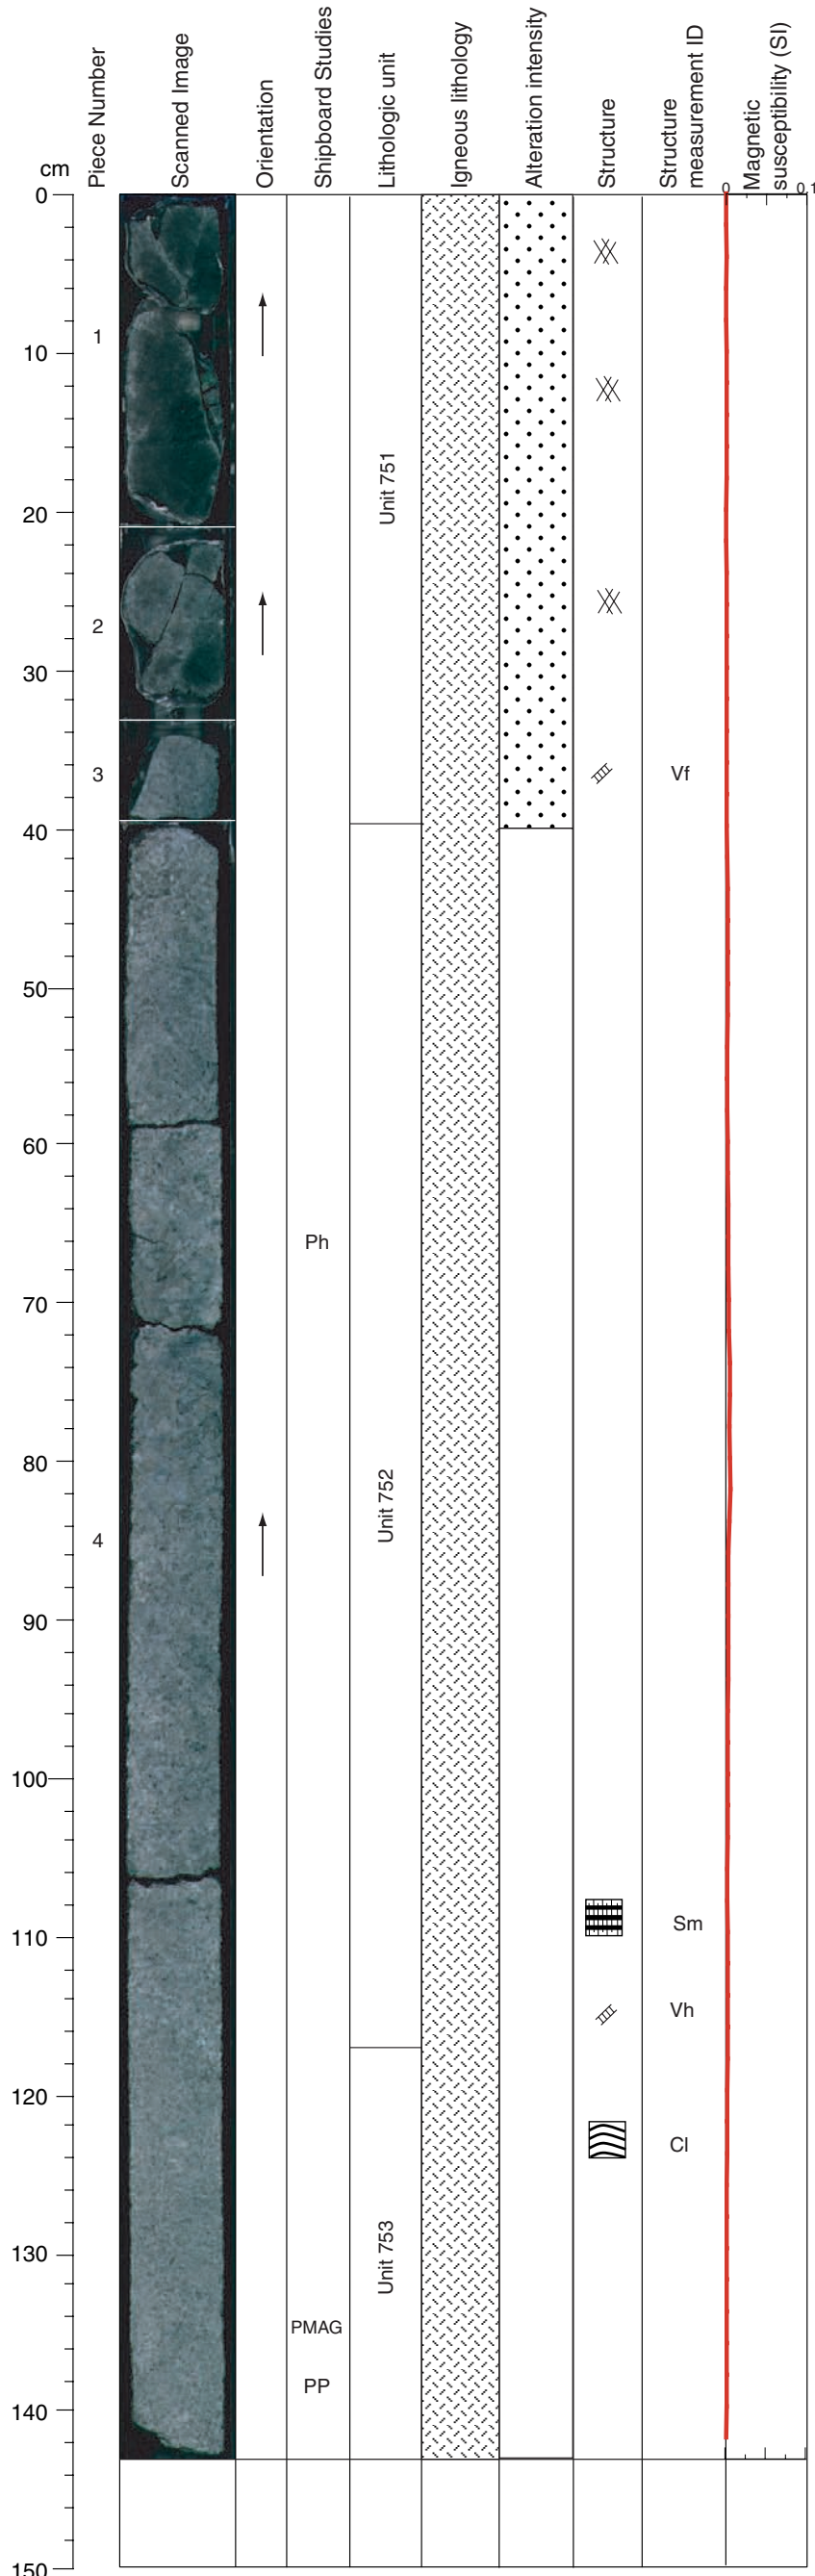 cm
Piece Number
Scanned Image
Orientation
Shipboard Studies
Lithologic unit
Igneous lithology
Alteration intensity
Structure
Structure
measurement ID
Magnetic
susceptibility (SI)
0
0.1
0
1
10
Unit 751
20
2
30
3
Vf
40
50
60
Ph
70
80
Unit 752
4
90
100
Sm
110
Vh
120
Cl
130
Unit 753
PMAG
PP
140
150